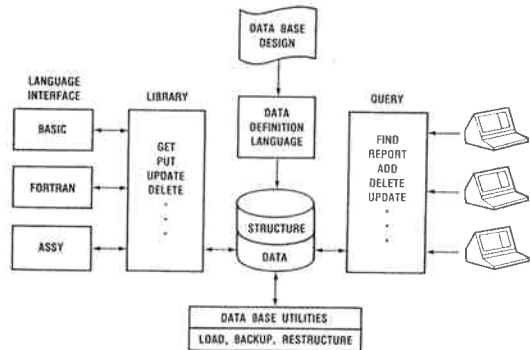 DATA BASE
DESIGN
LANGUAGE
INTERFACE
LIBRARY
QUERY
BASIC
FORTRAN
ASSY
GET
PUT
UPDATE
DELETE
.
.
.
DATA
DEFINITION
LANGUAGE
STRUCTURE
DATA
FIND
REPORT
ADD
DELETE
UPDATE
.
.
.
DATA BASE UTILITIES
LOAD, BACKUP, RESTRUCTURE